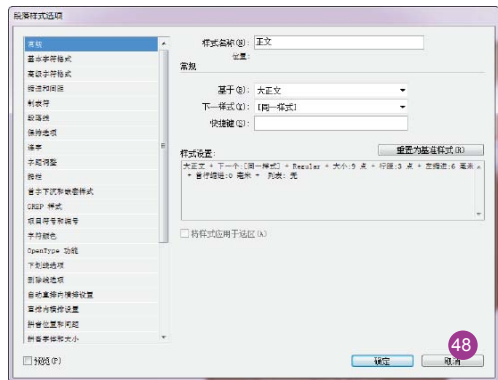 段落样式选项
常规
基本字符格式
高级字符格式
缩进和间距
制表符
段落线
保持选项
连字
字距调整
跨栏
首字下沉和嵌套样式
GREP 样式
项目符号和编号
字符颜色
OpenType 功能
下划线选项
删除线选项
自动直排内横排设置
直排内横排设置
拼音位置和间距
拼音字体和大小
样式名称(N): 正文
位置:
常规
基于(B): 大正文
下一样式(Y): [同一样式]
快捷键(S):
样式设置:
重置为基准样式(R)
大正文 + 下一个:[同一样式] + Regular + 大小:9 点 + 行距:3 点 + 左缩进:6 毫米
+ 首行缩进:0 毫米 + 列表: 无
将样式应用于选区(A)
预览(P)
确定
取消
48